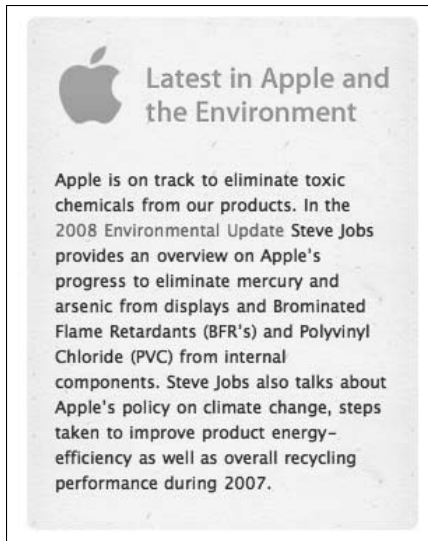 Latest in Apple and
the Environment
Apple is on track to eliminate toxic
chemicals from our products. In the
2008 Environmental Update Steve Jobs
provides an overview on Apple's
progress to eliminate mercury and
arsenic from displays and Brominated
Flame Retardants (BFR's) and Polyvinyl
Chloride (PVC) from internal
components. Steve Jobs also talks about
Apple's policy on climate change, steps
taken to improve product energy-
efficiency as well as overall recycling
performance during 2007.